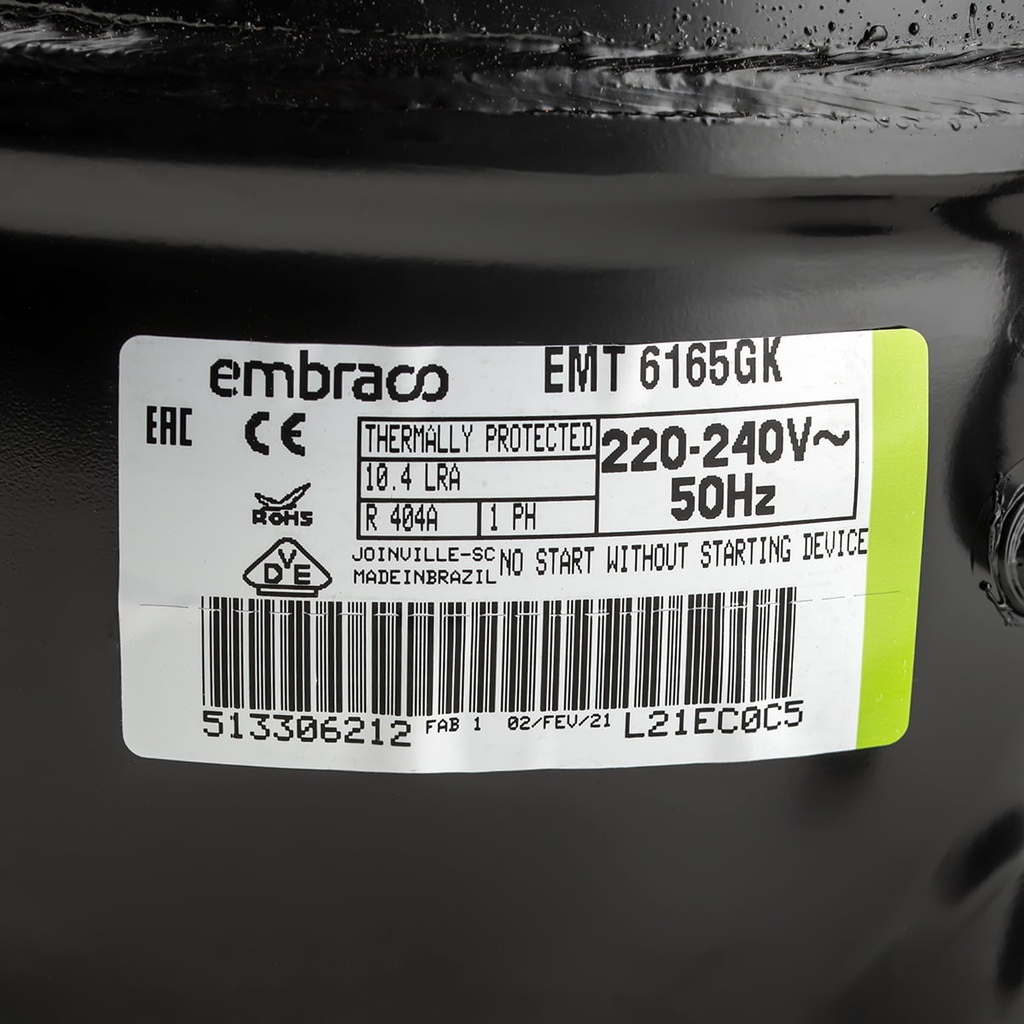 embraco EMT 6165GK
EAC CE
THERMALLY PROTECTED
10.4 LRA
R 404A 1 PH
220-240V~
50Hz
ROHS
VDE
JOINVILLE-SC
MADEINBRAZIL
NO START WITHOUT STARTING DEVICE
513306212 FAB 1 02/FEV/21 L21EC0C5